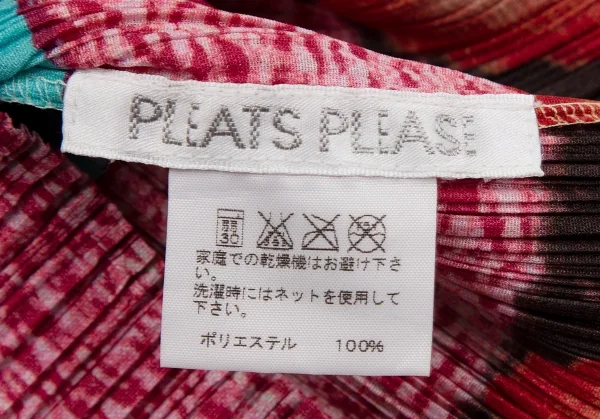 PLEATS PLEASE
弱
30
家庭での乾燥機はお避け下さ
い。
洗濯時にはネットを使用して
下さい。
ポリエステル 100%